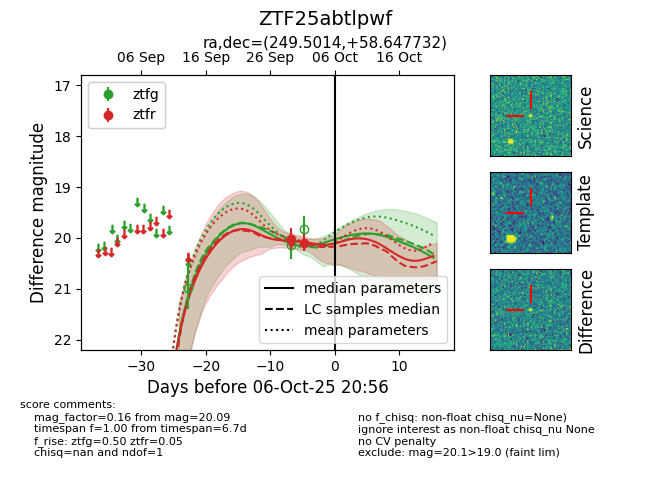 ZTF25abtlpwf
ra,dec=(249.5014,+58.647732)
06 Sep 16 Sep 26 Sep 06 Oct 16 Oct
17
18
19
20
21
22
Difference magnitude
ztfg
ztfr
median parameters
LC samples median
mean parameters
−30 −20 −10 0 10
Days before 06-Oct-25 20:56
Science
Template
Difference
score comments:
mag_factor=0.16 from mag=20.09
timespan f=1.00 from timespan=6.7d
f_rise: ztfg=0.50 ztfr=0.05
chisq=nan and ndof=1
no f_chisq: non-float chisq_nu=None)
ignore interest as non-float chisq_nu None
no CV penalty
exclude: mag=20.1>19.0 (faint lim)